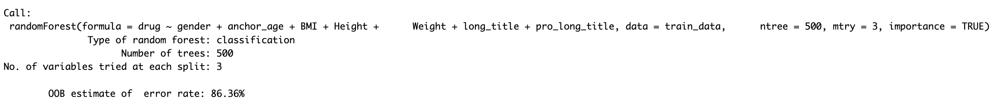 Call:
 randomForest(formula = drug ~ gender + anchor_age + BMI + Height +      Weight + long_title + pro_long_title, data = train_data,      ntree = 500, mtry = 3, importance = TRUE)
               Type of random forest: classification
                     Number of trees: 500
No. of variables tried at each split: 3

        OOB estimate of  error rate: 86.36%